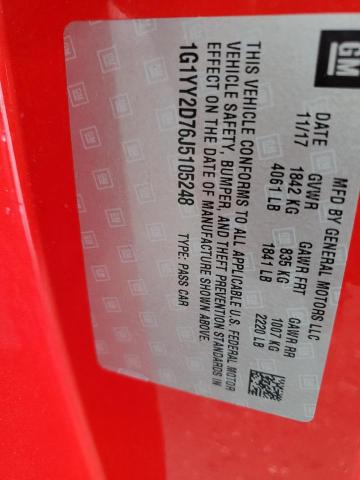 GM
MFD BY GENERAL MOTORS LLC
DATE GVWR GAWR FRT GAWR RR
11/17 1842 KG 835 KG 1007 KG
4061 LB 1841 LB 2220 LB
THIS VEHICLE CONFORMS TO ALL APPLICABLE U.S. FEDERAL MOTOR
VEHICLE SAFETY, BUMPER, AND THEFT PREVENTION STANDARDS IN
EFFECT ON THE DATE OF MANUFACTURE SHOWN ABOVE.
1G1YY2D76J5105248 TYPE: PASS CAR